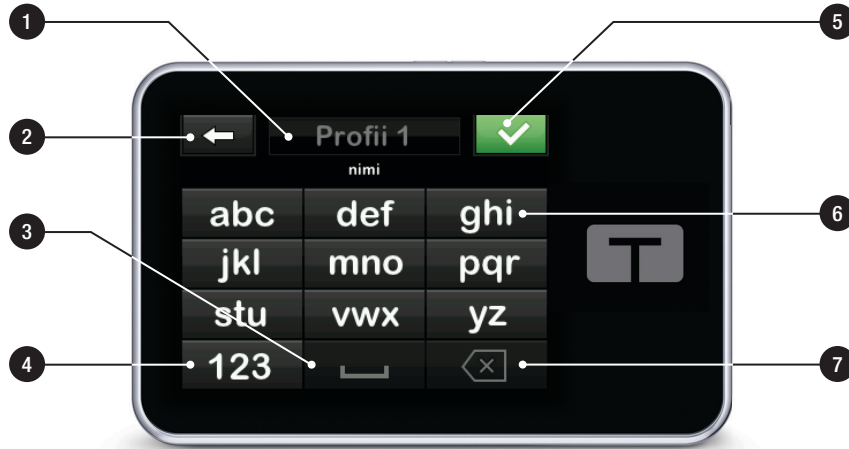 1
5
2
Profii 1
nimi
abc def ghi
6
3
jkl mno pqr
stu vwx yz
4
123
7
T